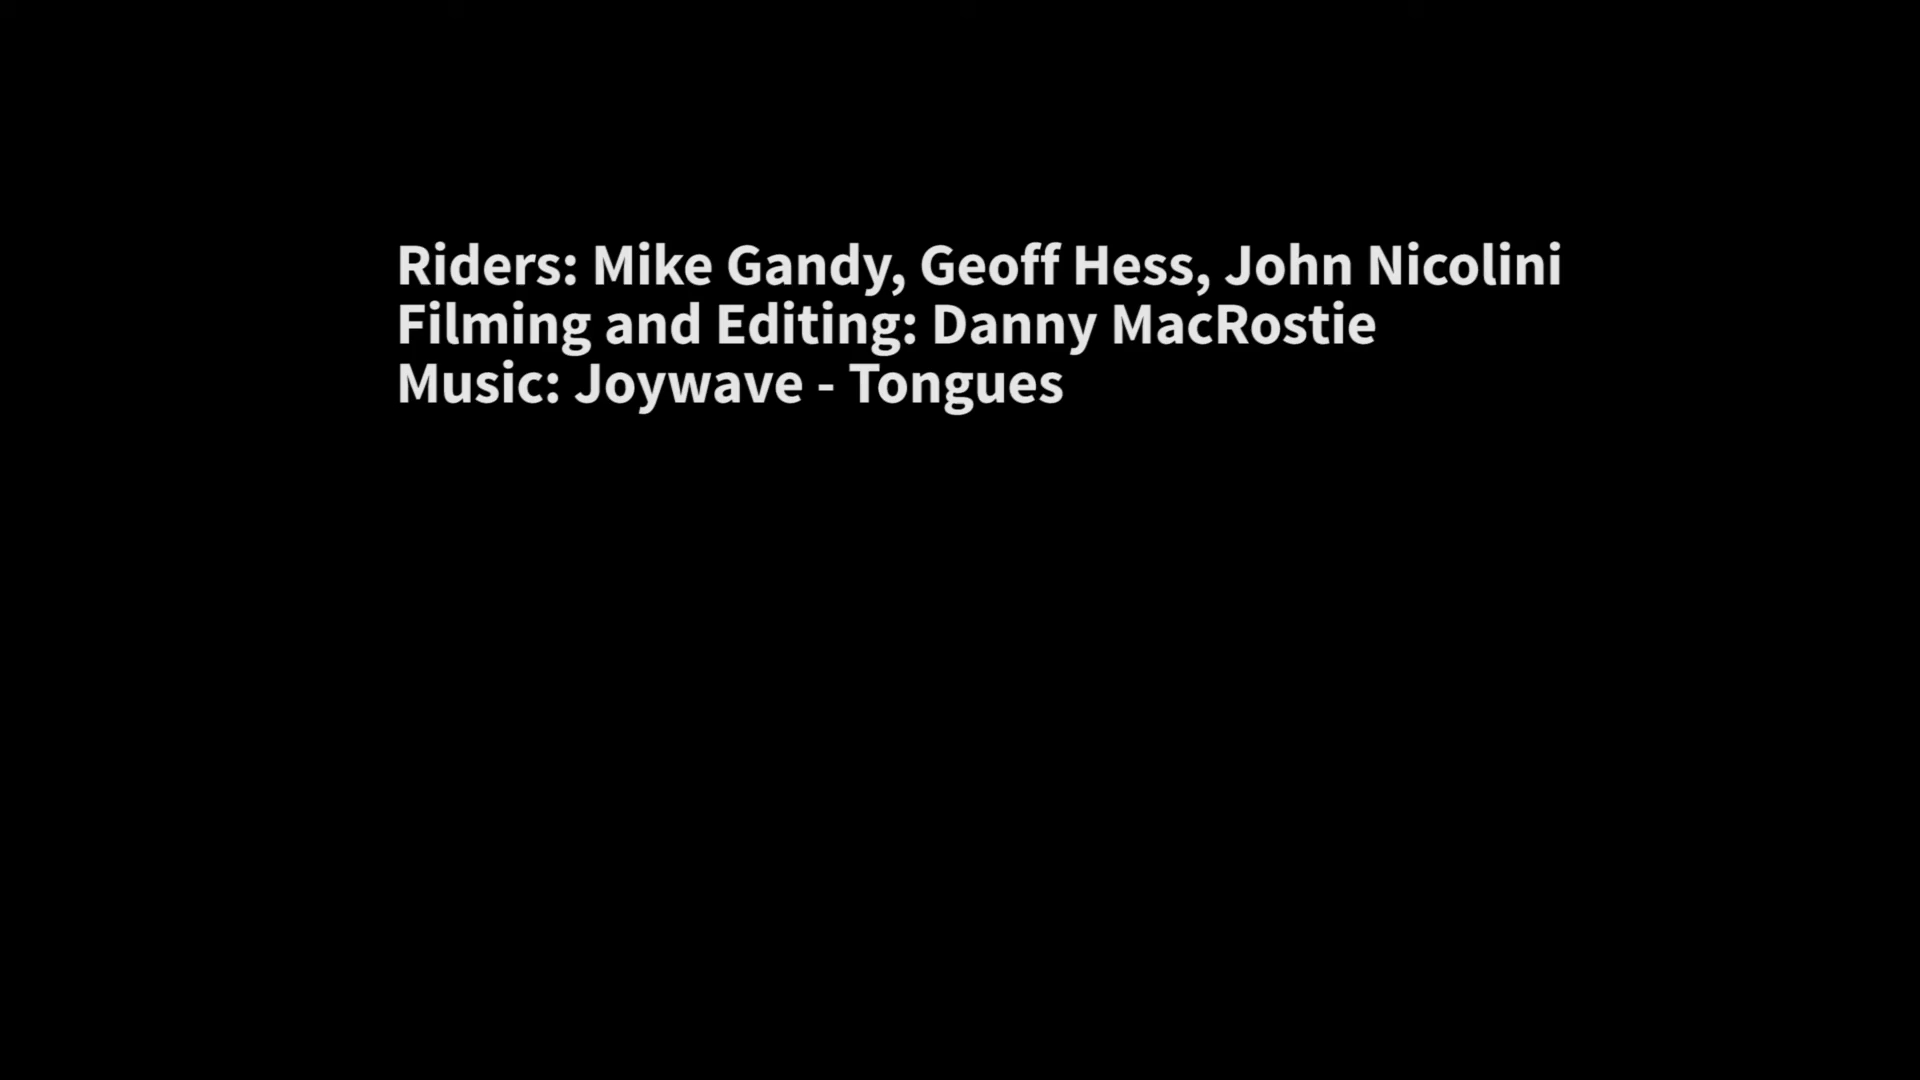 Riders: Mike Gandy, Geoff Hess, John Nicolini
Filming and Editing: Danny MacRostie
Music: Joywave - Tongues